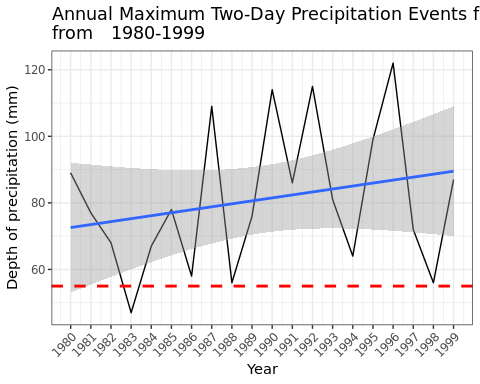 Annual Maximum Two-Day Precipitation Events f
from 1980-1999
Depth of precipitation (mm)
120
100
80
60
1980 1981 1982 1983 1984 1985 1986 1987 1988 1989 1990 1991 1992 1993 1994 1995 1996 1997 1998 1999
Year